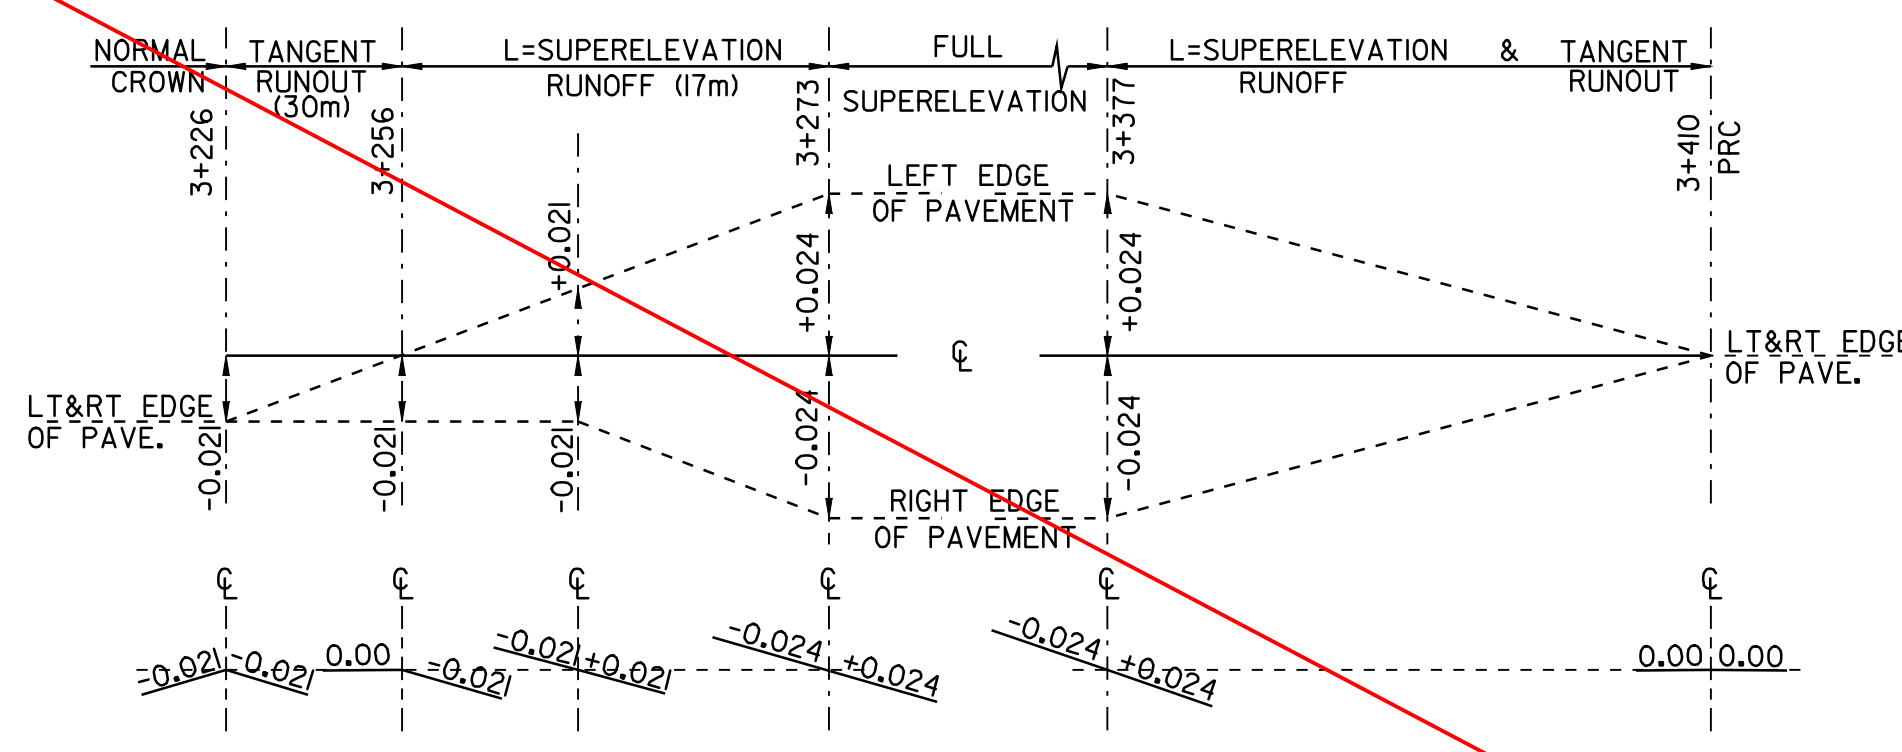 NORMAL
CROWN
TANGENT
RUNOUT
(30m)
L=SUPERELEVATION
RUNOFF (17m)
FULL
SUPERELEVATION
L=SUPERELEVATION & TANGENT
RUNOFF RUNOUT
3+226
3+256
3+273
3+377
3+410
PRC
LEFT EDGE
OF PAVEMENT
+0.021
+0.024
+0.024
℄
LT&RT EDGE
OF PAVE.
LT&RT EDGE
OF PAVE.
-0.021
-0.021
-0.021
-0.024
-0.024
RIGHT EDGE
OF PAVEMENT
℄ ℄ ℄ ℄ ℄ ℄
-0.021 -0.021
0.00 -0.021
-0.021 +0.021
-0.024 +0.024
-0.024 +0.024
0.00 0.00